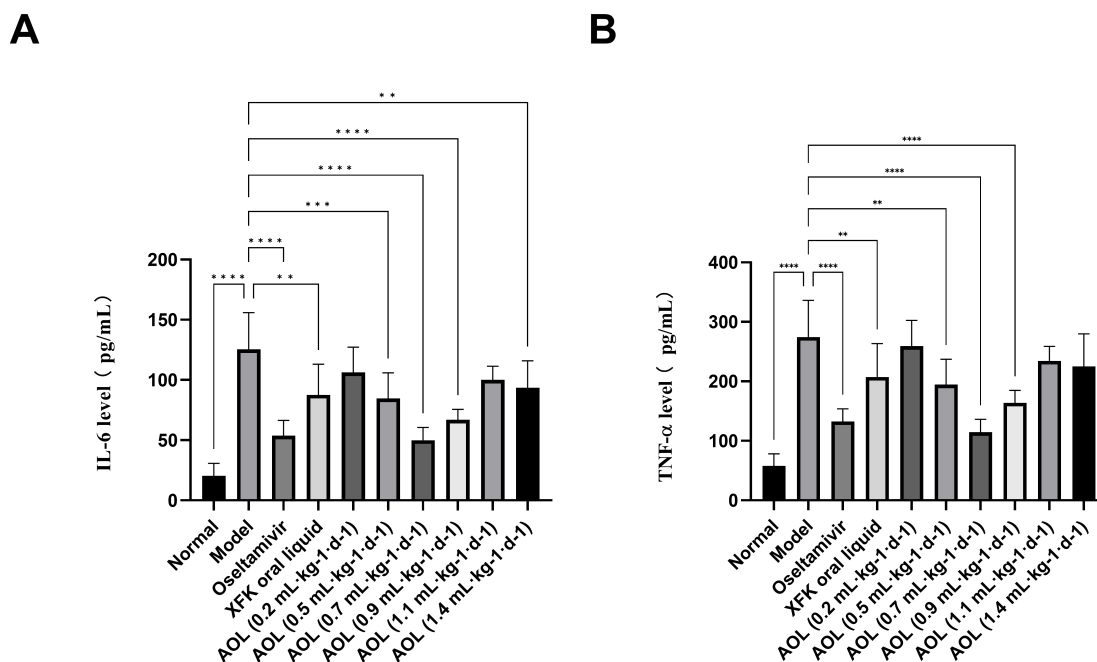 A
B
* *
* * * *
* * * *
* * *
* * * *
* * * *
* *
200
150
100
50
0
IL-6 level ( pg/mL)
Normal
Model
Oseltamivir
XFK oral liquid
AOL (0.2 mL·kg-1·d-1)
AOL (0.5 mL·kg-1·d-1)
AOL (0.7 mL·kg-1·d-1)
AOL (0.9 mL·kg-1·d-1)
AOL (1.1 mL·kg-1·d-1)
AOL (1.4 mL·kg-1·d-1)
****
****
**
**
****
****
400
300
200
100
0
TNF-α level ( pg/mL)
Normal
Model
Oseltamivir
XFK oral liquid
AOL (0.2 mL·kg-1·d-1)
AOL (0.5 mL·kg-1·d-1)
AOL (0.7 mL·kg-1·d-1)
AOL (0.9 mL·kg-1·d-1)
AOL (1.1 mL·kg-1·d-1)
AOL (1.4 mL·kg-1·d-1)